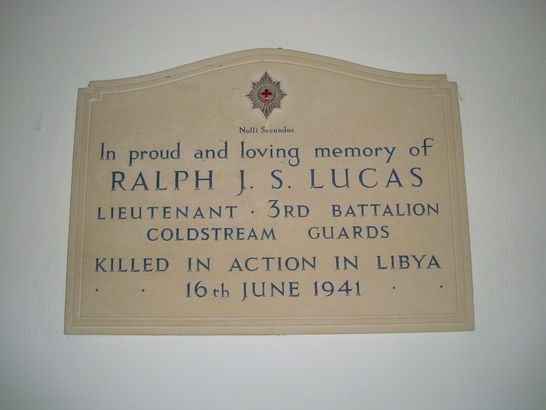 Nulli Secundus
In proud and loving memory of
RALPH J. S. LUCAS
LIEUTENANT · 3RD BATTALION
COLDSTREAM GUARDS
KILLED IN ACTION IN LIBYA
· · 16th JUNE 1941 · ·